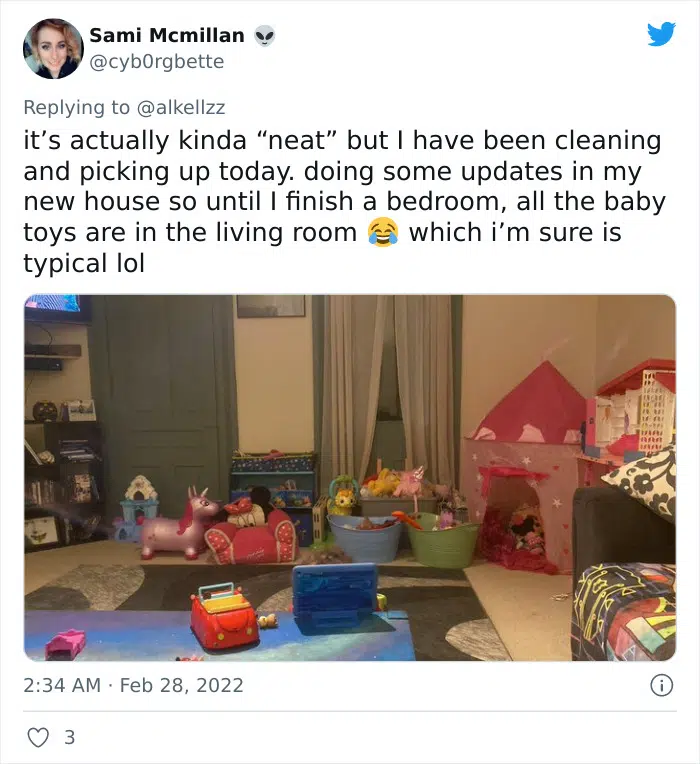 Sami Mcmillan 👽
@cyb0rgbette
Replying to @alkellzz
it’s actually kinda “neat” but I have been cleaning
and picking up today. doing some updates in my
new house so until I finish a bedroom, all the baby
toys are in the living room 😂 which i’m sure is
typical lol
2:34 AM · Feb 28, 2022
3